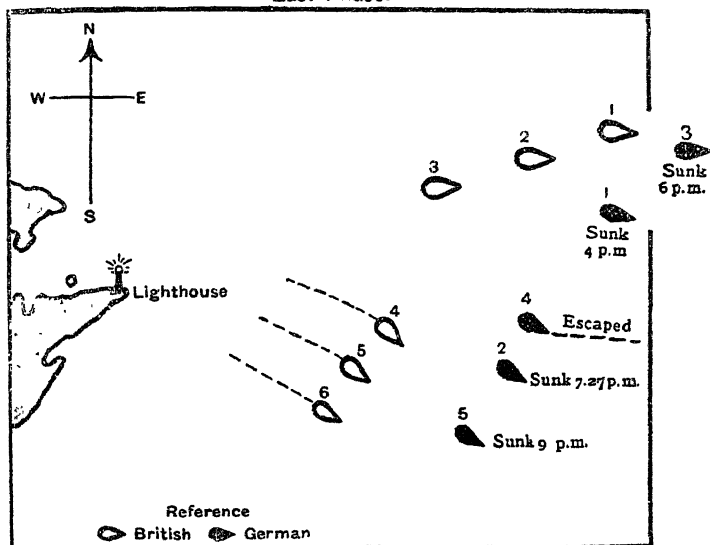 N
W E
S
1
2
3
3
Sunk
6 p.m.
1
Sunk
4 p.m
Lighthouse
4
4
Escaped
5
2
Sunk 7.27p.m.
6
5
Sunk 9 p.m.
Reference
British German